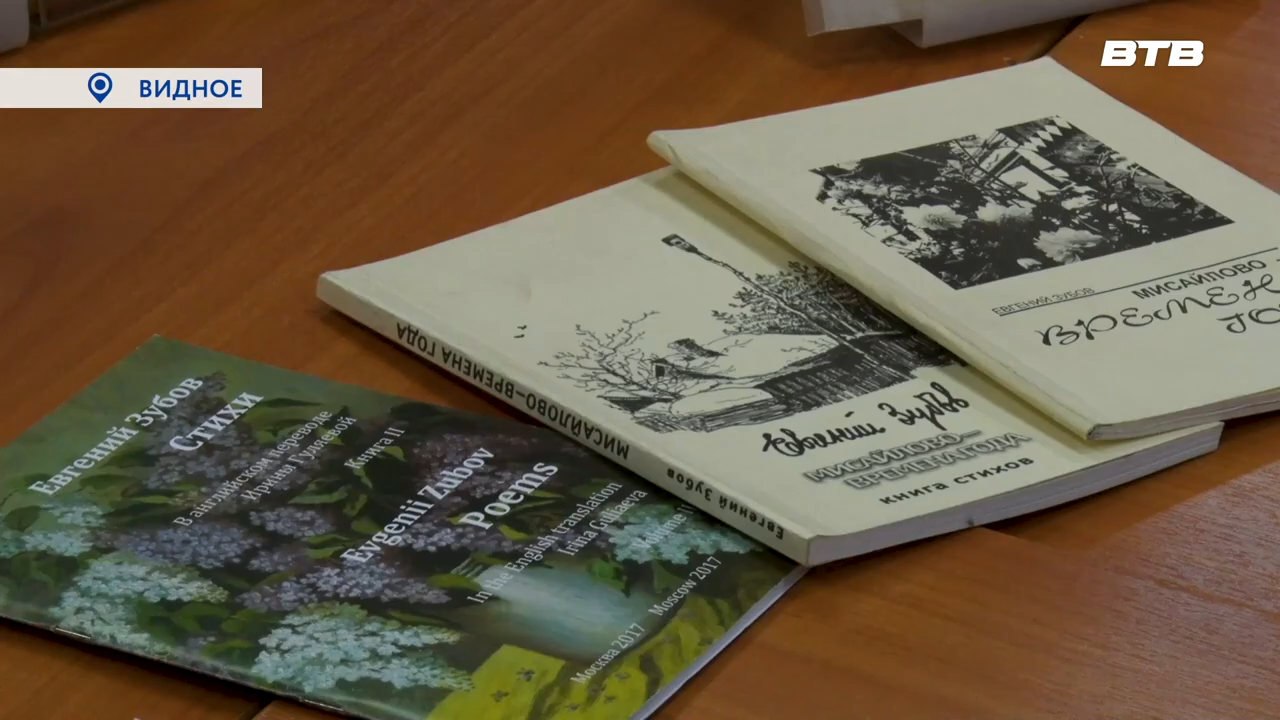 ВИДНОЕ
ВТВ
ЕВГЕНИЙ ЗУБОВ
МИСАЙЛОВО
Евгений Зубов
МИСАЙЛОВО—
ВРЕМЕНА ГОДА
КНИГА СТИХОВ
Евгений Зубов МИСАЙЛОВО—ВРЕМЕНА ГОДА
Евгений Зубов
Стихи
В английском переводе
Ирины Гуляевой
Книга II
Evgenii Zubov
Poems
In the English translation
Irina Guliaeva
Volume II
Москва 2017 Moscow 2017